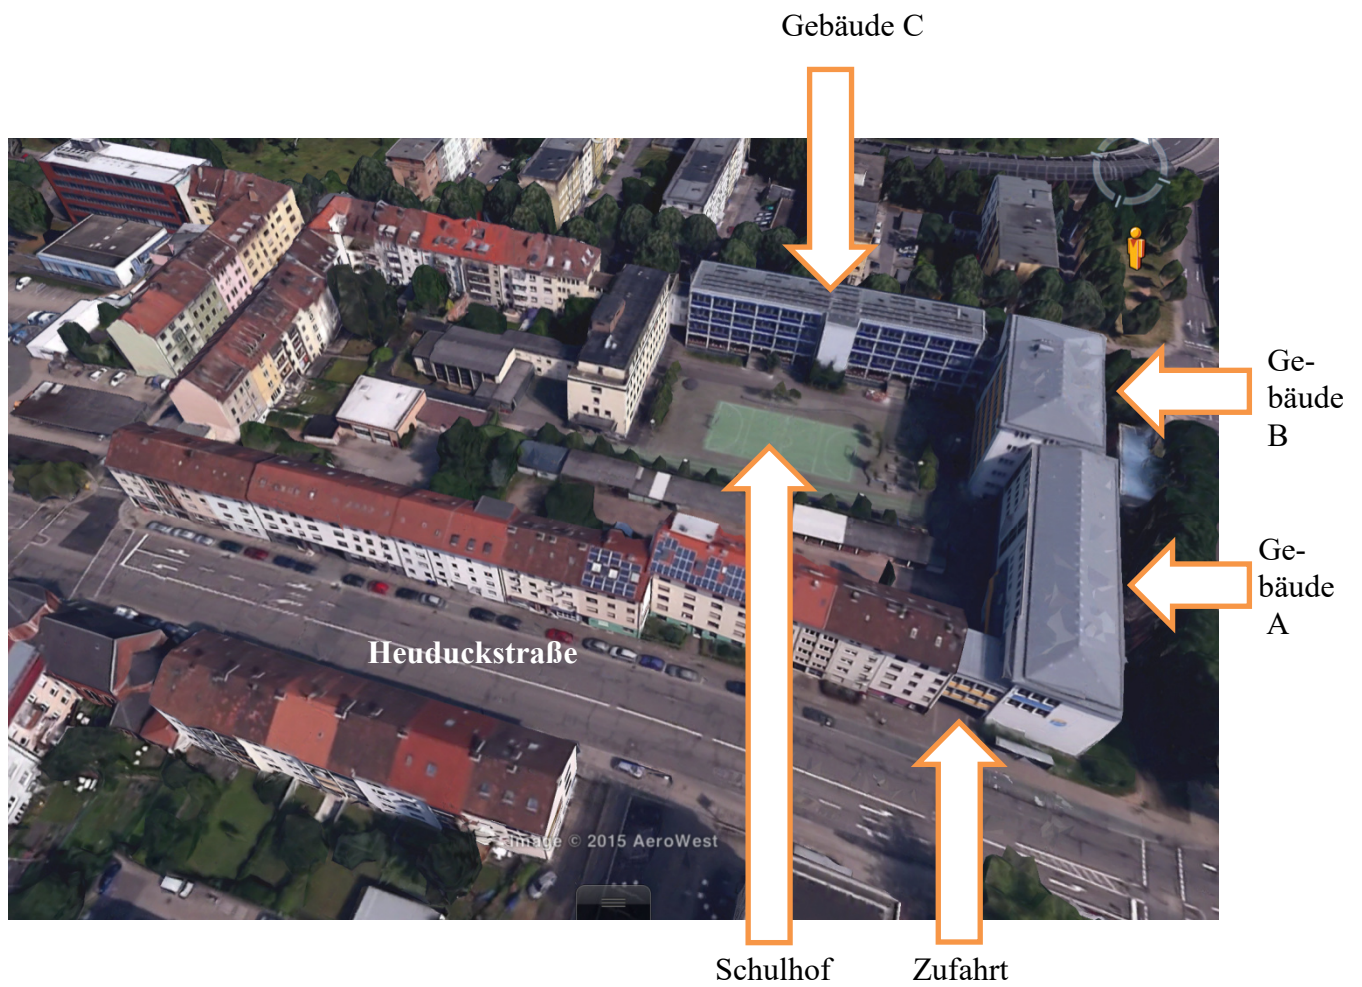 Gebäude C
Ge-
bäude
B
Ge-
bäude
A
Heuduckstraße
Image © 2015 AeroWest
Schulhof
Zufahrt